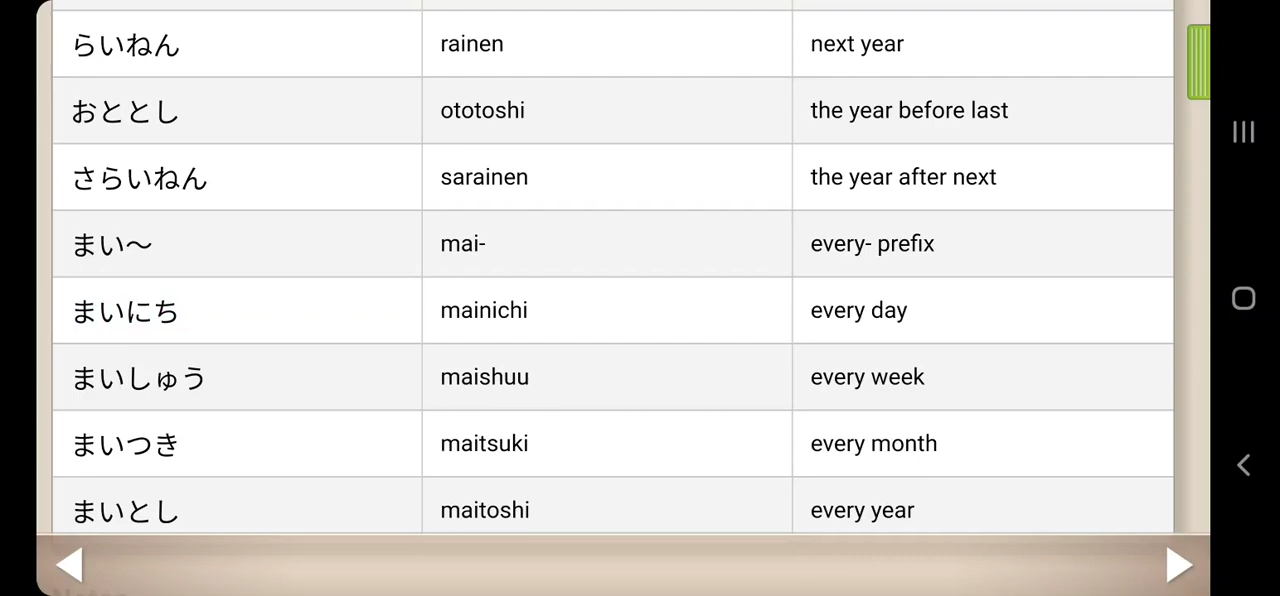 らいねん rainen next year
おととし ototoshi the year before last
さらいねん sarainen the year after next
まい〜 mai- every- prefix
まいにち mainichi every day
まいしゅう maishuu every week
まいつき maitsuki every month
まいとし maitoshi every year